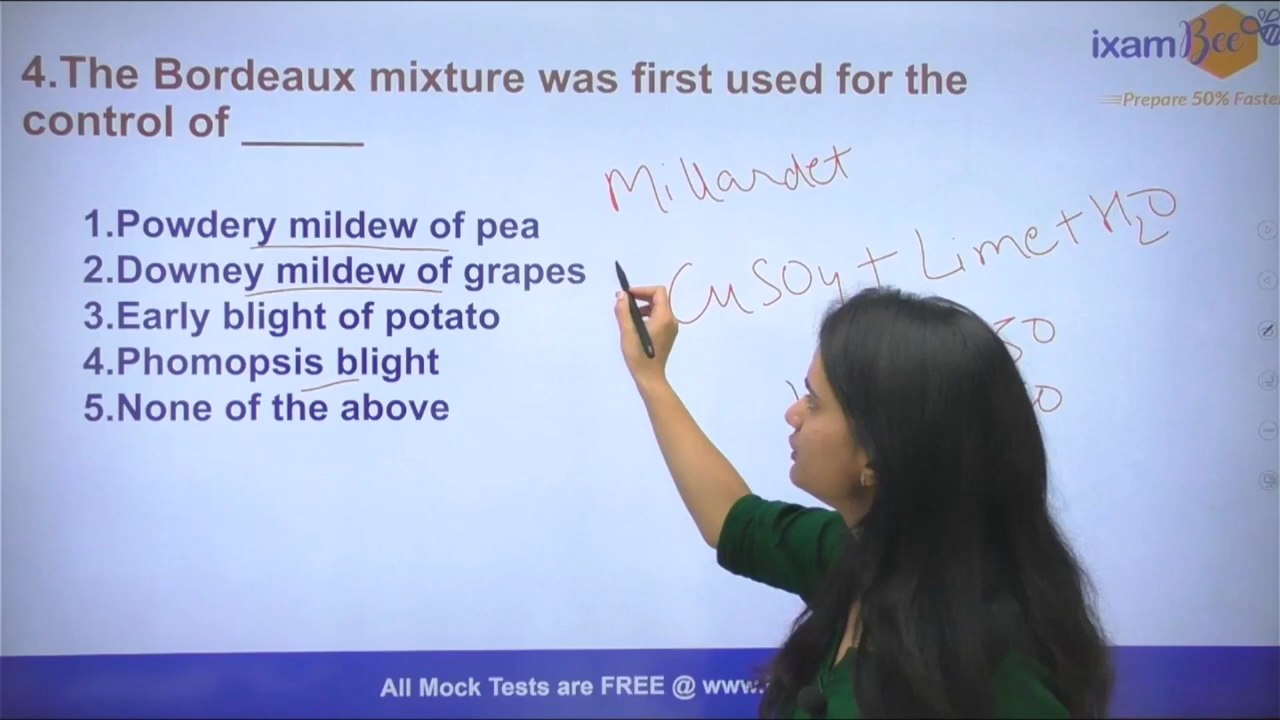 ixamBee
Prepare 50% Faste
4.The Bordeaux mixture was first used for the
control of ______
Millardet
1.Powdery mildew of pea
2.Downey mildew of grapes
CuSO4 + Lime + H2O
3.Early blight of potato
50
4.Phomopsis blight
5.None of the above
All Mock Tests are FREE @ www.